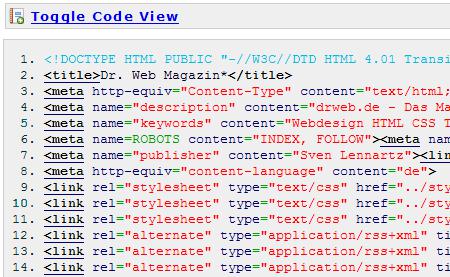 Toggle Code View
1. <!DOCTYPE HTML PUBLIC "-//W3C//DTD HTML 4.01 Transi
2. <title>Dr. Web Magazin*</title>
3. <meta http-equiv="Content-Type" content="text/html;
4. <meta name="description" content="drweb.de - Das Ma
5. <meta name="keywords" content="Webdesign HTML CSS T
6. <meta name=ROBOTS content="INDEX, FOLLOW"><meta nam
7. <meta name="publisher" content="Sven Lennartz"><lin
8. <meta http-equiv="content-language" content="de">
9. <link rel="stylesheet" type="text/css" href="../sty
10. <link rel="stylesheet" type="text/css" href="../sty
11. <link rel="stylesheet" type="text/css" href="../sty
12. <link rel="alternate" type="application/rss+xml" ti
13. <link rel="alternate" type="application/rss+xml" ti
14. <link rel="alternate" type="application/rss+xml" ti